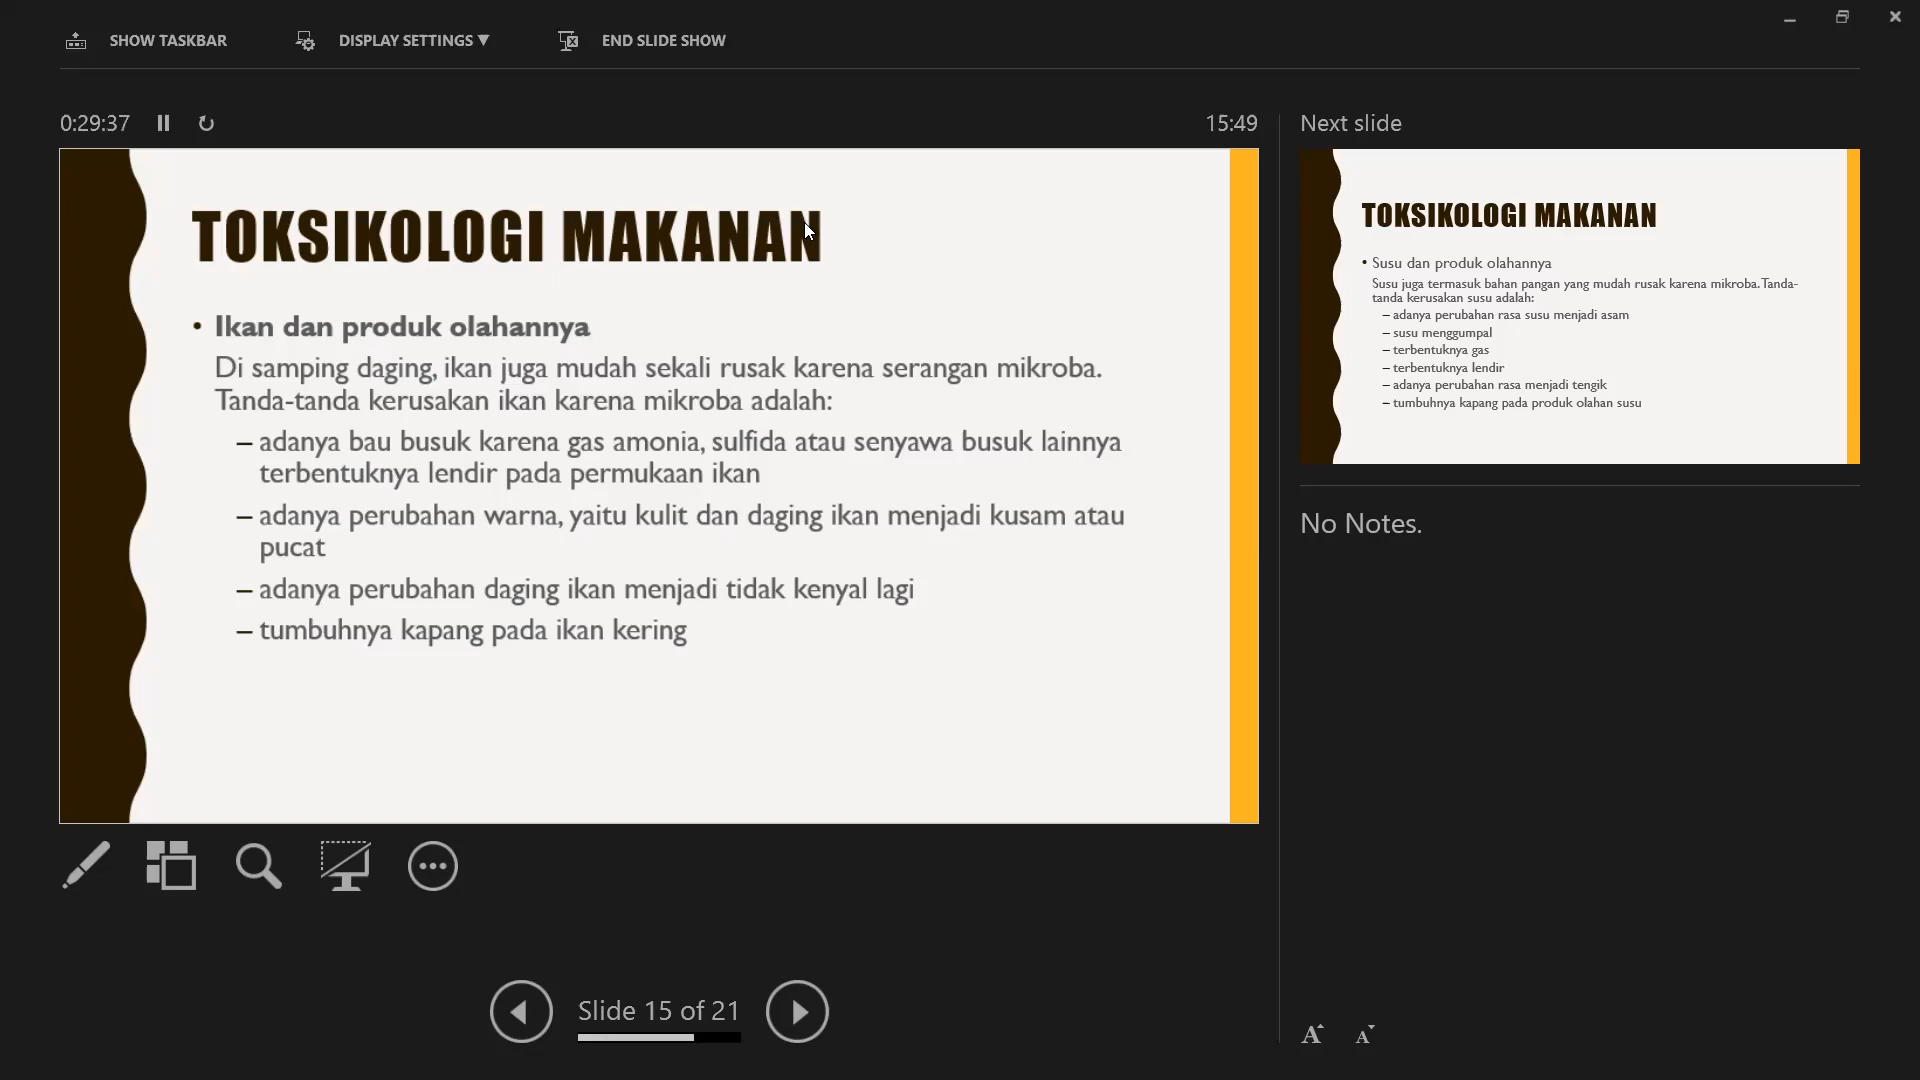 SHOW TASKBAR
DISPLAY SETTINGS ▼
END SLIDE SHOW
0:29:37
15:49
TOKSIKOLOGI MAKANAN
• Ikan dan produk olahannya
Di samping daging, ikan juga mudah sekali rusak karena serangan mikroba.
Tanda-tanda kerusakan ikan karena mikroba adalah:
– adanya bau busuk karena gas amonia, sulfida atau senyawa busuk lainnya
terbentuknya lendir pada permukaan ikan
– adanya perubahan warna, yaitu kulit dan daging ikan menjadi kusam atau
pucat
– adanya perubahan daging ikan menjadi tidak kenyal lagi
– tumbuhnya kapang pada ikan kering
Slide 15 of 21
Next slide
TOKSIKOLOGI MAKANAN
• Susu dan produk olahannya
Susu juga termasuk bahan pangan yang mudah rusak karena mikroba. Tanda-
tanda kerusakan susu adalah:
– adanya perubahan rasa susu menjadi asam
– susu menggumpal
– terbentuknya gas
– terbentuknya lendir
– adanya perubahan rasa menjadi tengik
– tumbuhnya kapang pada produk olahan susu
No Notes.
A A